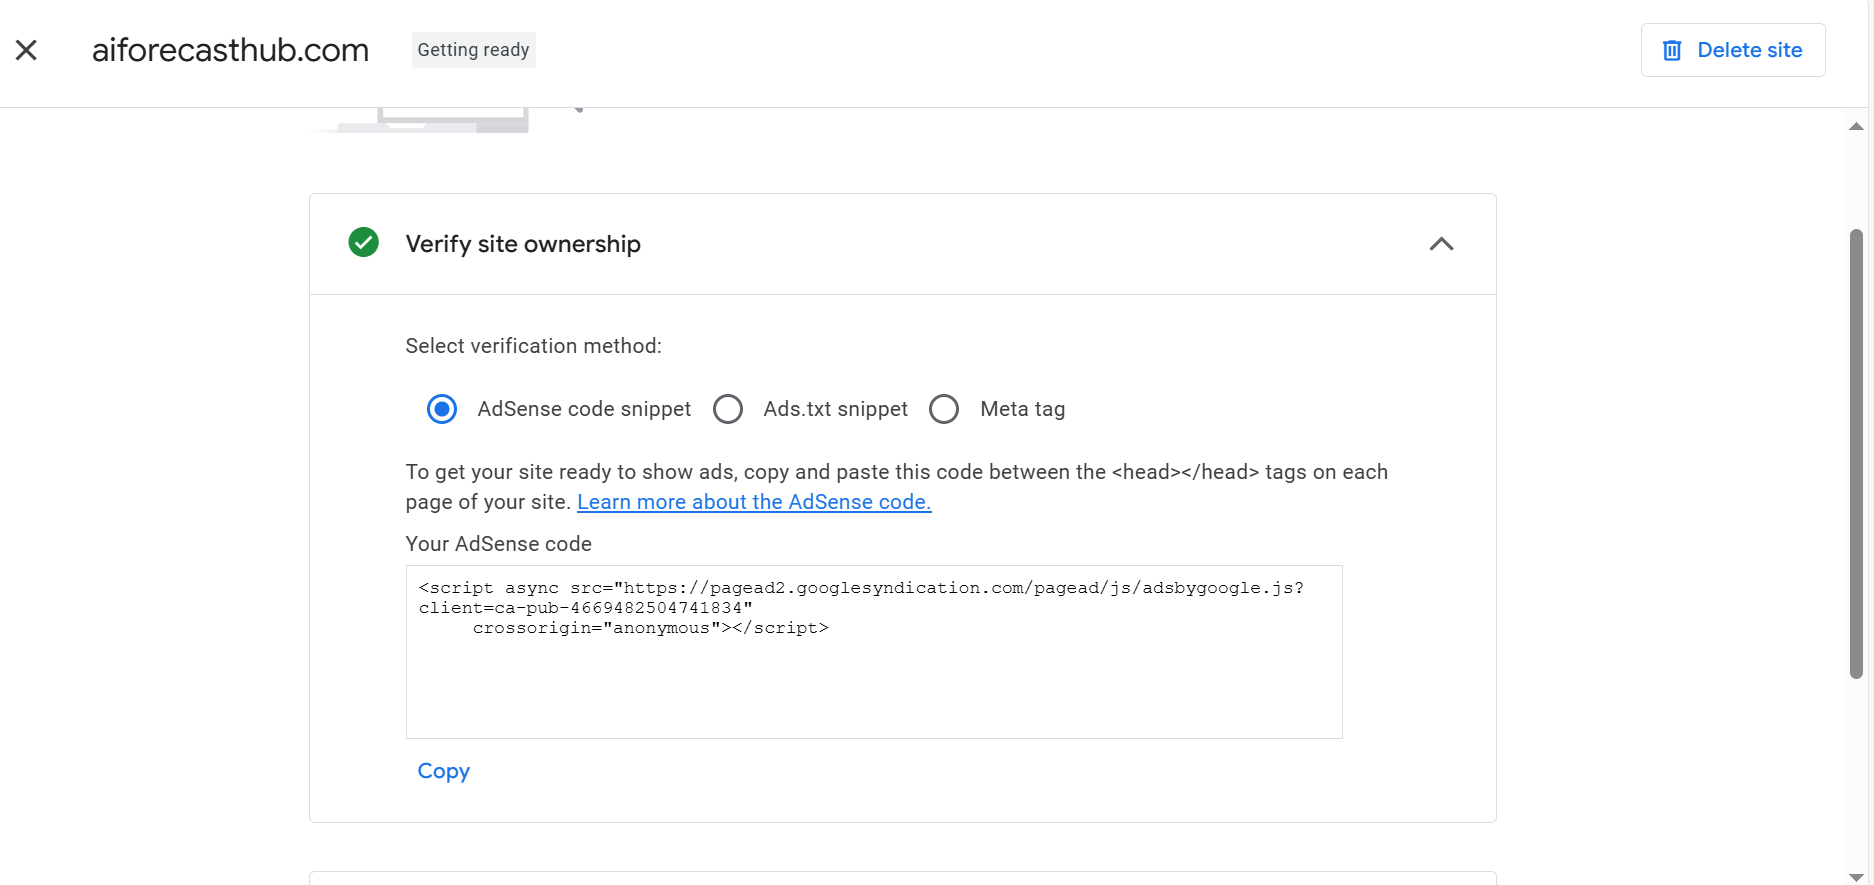 aiforecasthub.com
Getting ready
Delete site
Verify site ownership
Select verification method:
AdSense code snippet
Ads.txt snippet
Meta tag
To get your site ready to show ads, copy and paste this code between the <head></head> tags on each
page of your site. Learn more about the AdSense code.
Your AdSense code
<script async src="https://pagead2.googlesyndication.com/pagead/js/adsbygoogle.js?
client=ca-pub-4669482504741834"
     crossorigin="anonymous"></script>
Copy